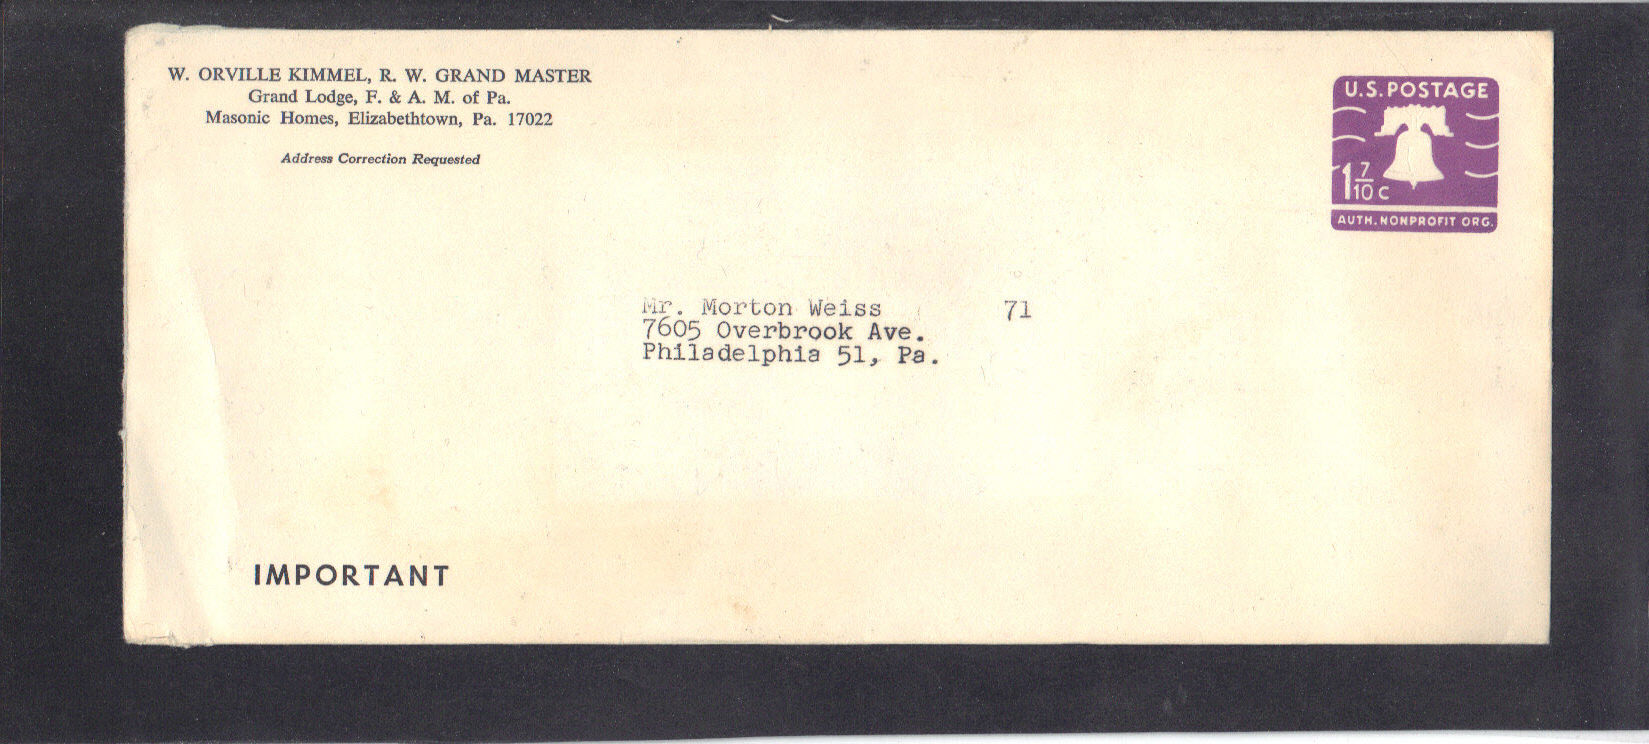 W. ORVILLE KIMMEL, R. W. GRAND MASTER
Grand Lodge, F. & A. M. of Pa.
Masonic Homes, Elizabethtown, Pa. 17022
Address Correction Requested
U.S. POSTAGE
1 7/10 C
AUTH. NONPROFIT ORG.
Mr. Morton Weiss 71
7605 Overbrook Ave.
Philadelphia 51, Pa.
IMPORTANT